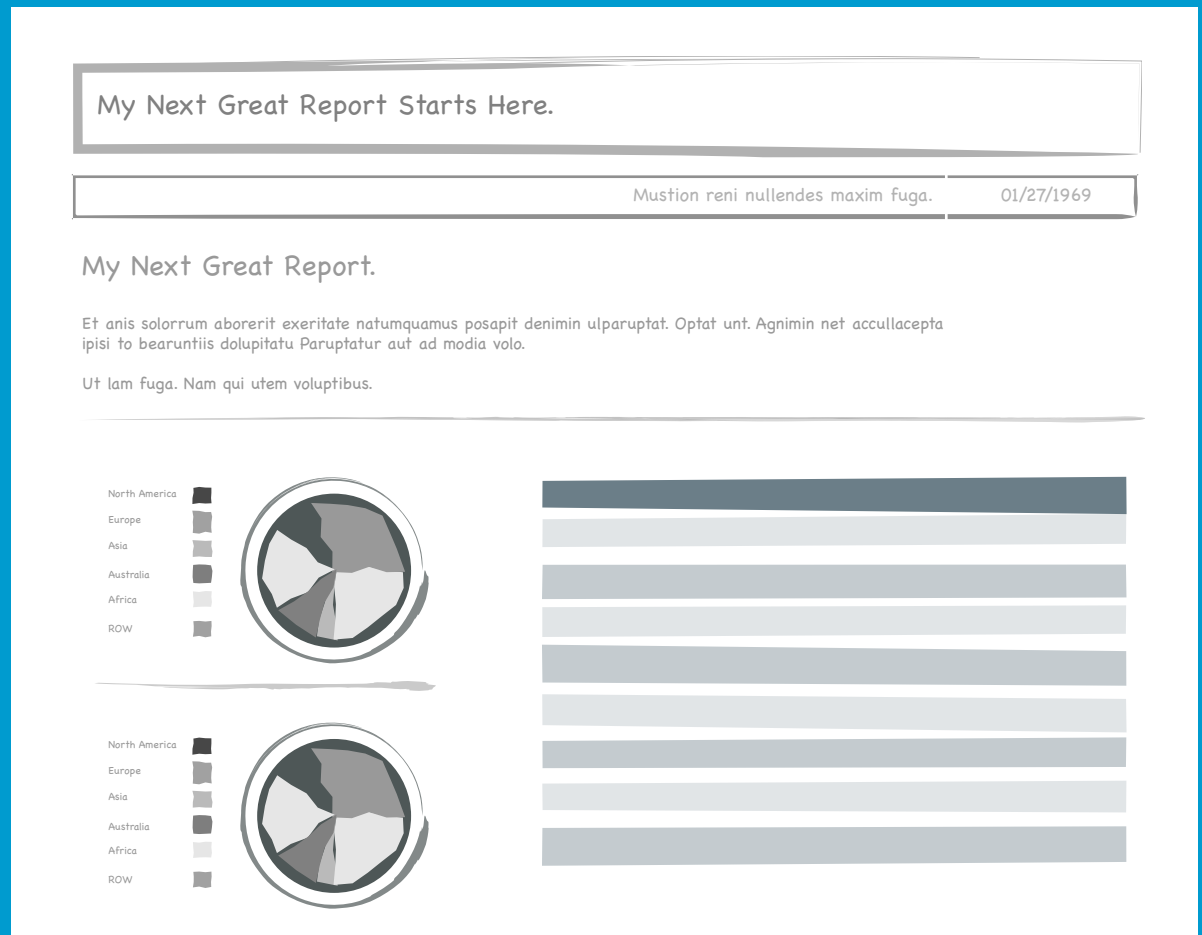 My Next Great Report Starts Here.
Mustion reni nullendes maxim fuga. 01/27/1969
My Next Great Report.
Et anis solorrum aborerit exeritate natumquamus posapit denimin ulparuptat. Optat unt. Agnimin net accullacepta
ipisi to bearuntiis dolupitatu Paruptatur aut ad modia volo.
Ut lam fuga. Nam qui utem voluptibus.
North America
Europe
Asia
Australia
Africa
ROW
North America
Europe
Asia
Australia
Africa
ROW